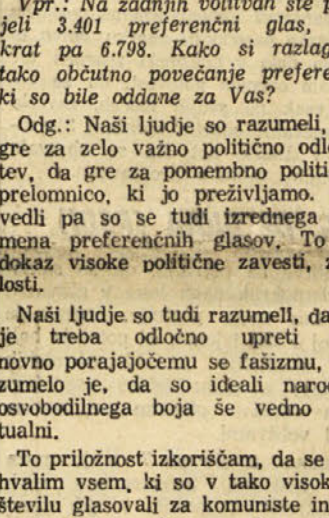 Vpr.: Na zadnjih volitvah ste p
jeli 3.401 preferenčni glas,
krat pa 6.798. Kako si razlag
tako občutno povečanje prefere
ki so bile oddane za Vas?
Odg.: Naši ljudje so razumeli,
gre za zelo važno politično odlo
tev, da gre za pomembno politi
prelomnico, ki jo preživljamo.
vedli pa so se tudi izrednega
mena preferenčnih glasov. To
dokaz visoke politične zavesti, z
losti.
Naši ljudje so tudi razumeli, da
je treba odločno upreti
novno porajajočemu se fašizmu,
zumelo je, da so ideali naro
osvobodilnega boja še vedno
tualni.
To priložnost izkoriščam, da se
hvalim vsem, ki so v tako visok
številu glasovali za komuniste in